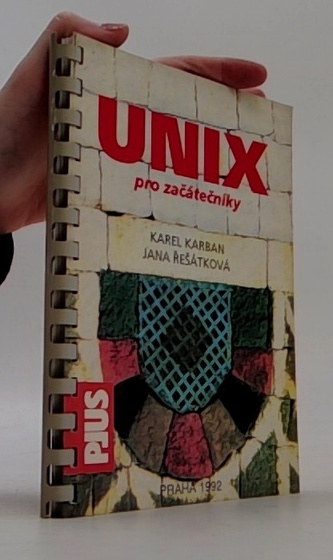 UNIX
pro začátečníky
KAREL KARBAN
JANA ŘEŠÁTKOVÁ
PLUS
PRAHA 1992